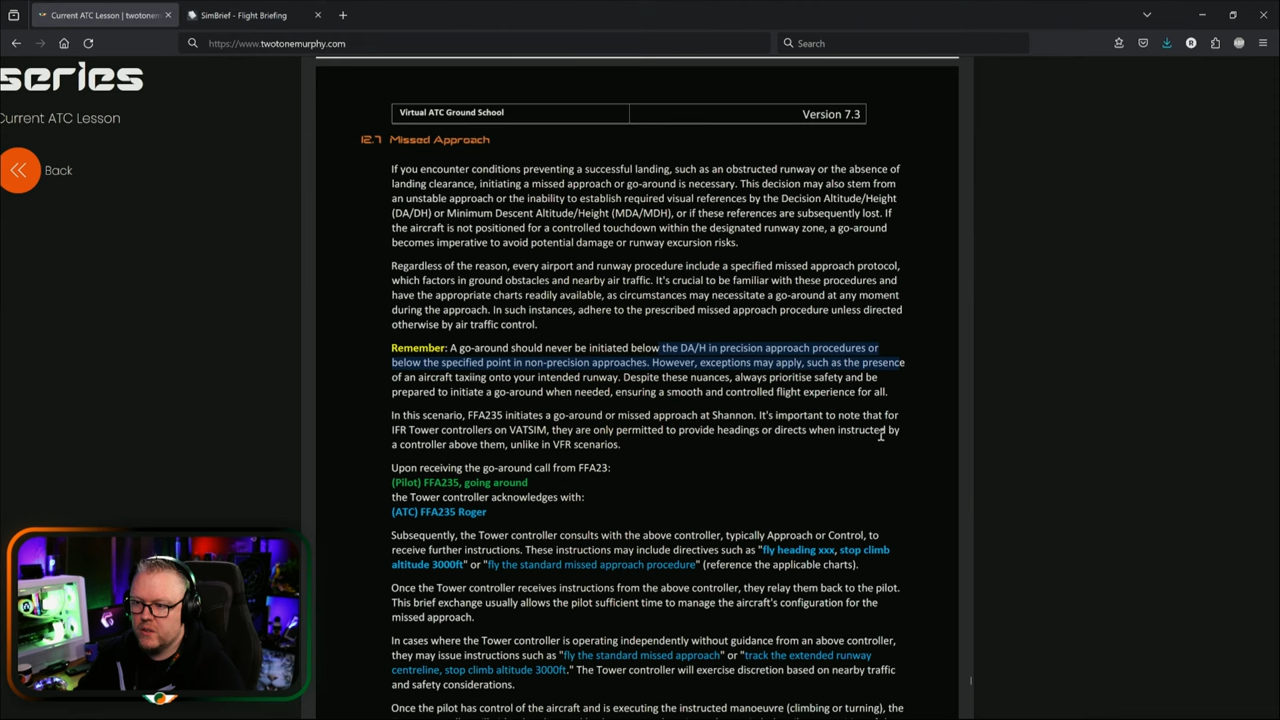 Current ATC Lesson | twotonem
SimBrief - Flight Briefing
https://www.twotonemurphy.com
Search
series
Current ATC Lesson
Back
Virtual ATC Ground School
Version 7.3
12.7 Missed Approach
If you encounter conditions preventing a successful landing, such as an obstructed runway or the absence of
landing clearance, initiating a missed approach or go-around is necessary. This decision may also stem from
an unstable approach or the inability to establish required visual references by the Decision Altitude/Height
(DA/DH) or Minimum Descent Altitude/Height (MDA/MDH), or if these references are subsequently lost. If
the aircraft is not positioned for a controlled touchdown within the designated runway zone, a go-around
becomes imperative to avoid potential damage or runway excursion risks.
Regardless of the reason, every airport and runway procedure include a specified missed approach protocol,
which factors in ground obstacles and nearby air traffic. It's crucial to be familiar with these procedures and
have the appropriate charts readily available, as circumstances may necessitate a go-around at any moment
during the approach. In such instances, adhere to the prescribed missed approach procedure unless directed
otherwise by air traffic control.
Remember: A go-around should never be initiated below the DA/H in precision approach procedures or
below the specified point in non-precision approaches. However, exceptions may apply, such as the presence
of an aircraft taxiing onto your intended runway. Despite these nuances, always prioritise safety and be
prepared to initiate a go-around when needed, ensuring a smooth and controlled flight experience for all.
In this scenario, FFA235 initiates a go-around or missed approach at Shannon. It's important to note that for
IFR Tower controllers on VATSIM, they are only permitted to provide headings or directs when instructed by
a controller above them, unlike in VFR scenarios.
Upon receiving the go-around call from FFA23:
(Pilot) FFA235, going around
the Tower controller acknowledges with:
(ATC) FFA235 Roger
Subsequently, the Tower controller consults with the above controller, typically Approach or Control, to
receive further instructions. These instructions may include directives such as "fly heading xxx, stop climb
altitude 3000ft" or "fly the standard missed approach procedure" (reference the applicable charts).
Once the Tower controller receives instructions from the above controller, they relay them back to the pilot.
This brief exchange usually allows the pilot sufficient time to manage the aircraft's configuration for the
missed approach.
In cases where the Tower controller is operating independently without guidance from an above controller,
they may issue instructions such as "fly the standard missed approach" or "track the extended runway
centreline, stop climb altitude 3000ft." The Tower controller will exercise discretion based on nearby traffic
and safety considerations.
Once the pilot has control of the aircraft and is executing the instructed manoeuvre (climbing or turning), the